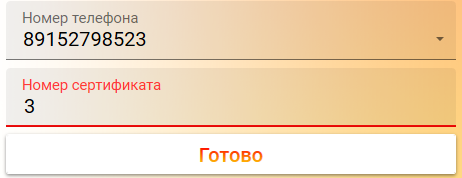 Номер телефона
89152798523
Номер сертификата
3
Готово